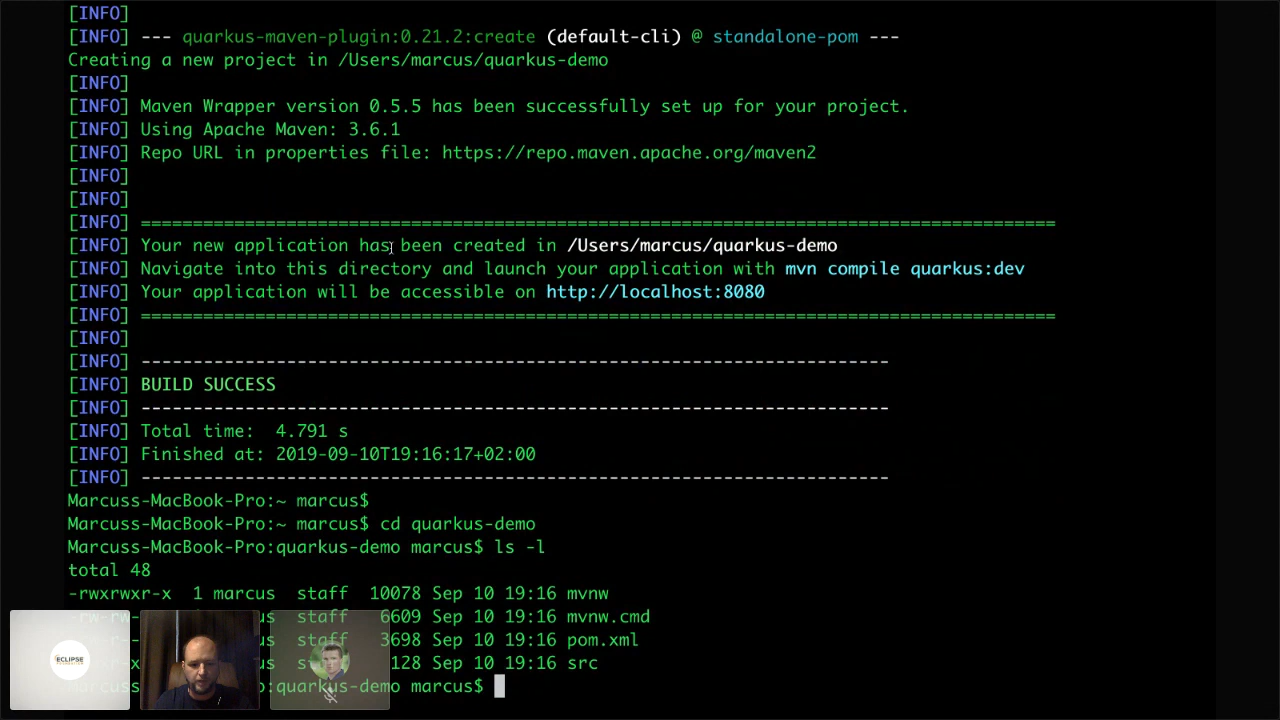 [INFO]
[INFO] --- quarkus-maven-plugin:0.21.2:create (default-cli) @ standalone-pom ---
Creating a new project in /Users/marcus/quarkus-demo
[INFO]
[INFO] Maven Wrapper version 0.5.5 has been successfully set up for your project.
[INFO] Using Apache Maven: 3.6.1
[INFO] Repo URL in properties file: https://repo.maven.apache.org/maven2
[INFO]
[INFO]
[INFO] ========================================================================================
[INFO] Your new application has been created in /Users/marcus/quarkus-demo
[INFO] Navigate into this directory and launch your application with mvn compile quarkus:dev
[INFO] Your application will be accessible on http://localhost:8080
[INFO] ========================================================================================
[INFO]
[INFO] ------------------------------------------------------------------------
[INFO] BUILD SUCCESS
[INFO] ------------------------------------------------------------------------
[INFO] Total time:  4.791 s
[INFO] Finished at: 2019-09-10T19:16:17+02:00
[INFO] ------------------------------------------------------------------------
Marcuss-MacBook-Pro:~ marcus$
Marcuss-MacBook-Pro:~ marcus$ cd quarkus-demo
Marcuss-MacBook-Pro:quarkus-demo marcus$ ls -l
total 48
-rwxrwxr-x  1 marcus  staff  10078 Sep 10 19:16 mvnw
-rw-rw- staff 6609 Sep 10 19:16 mvnw.cmd
staff 3698 Sep 10 19:16 pom.xml
128 Sep 10 19:16 src
:quarkus-demo marcus$
ECLIPSE